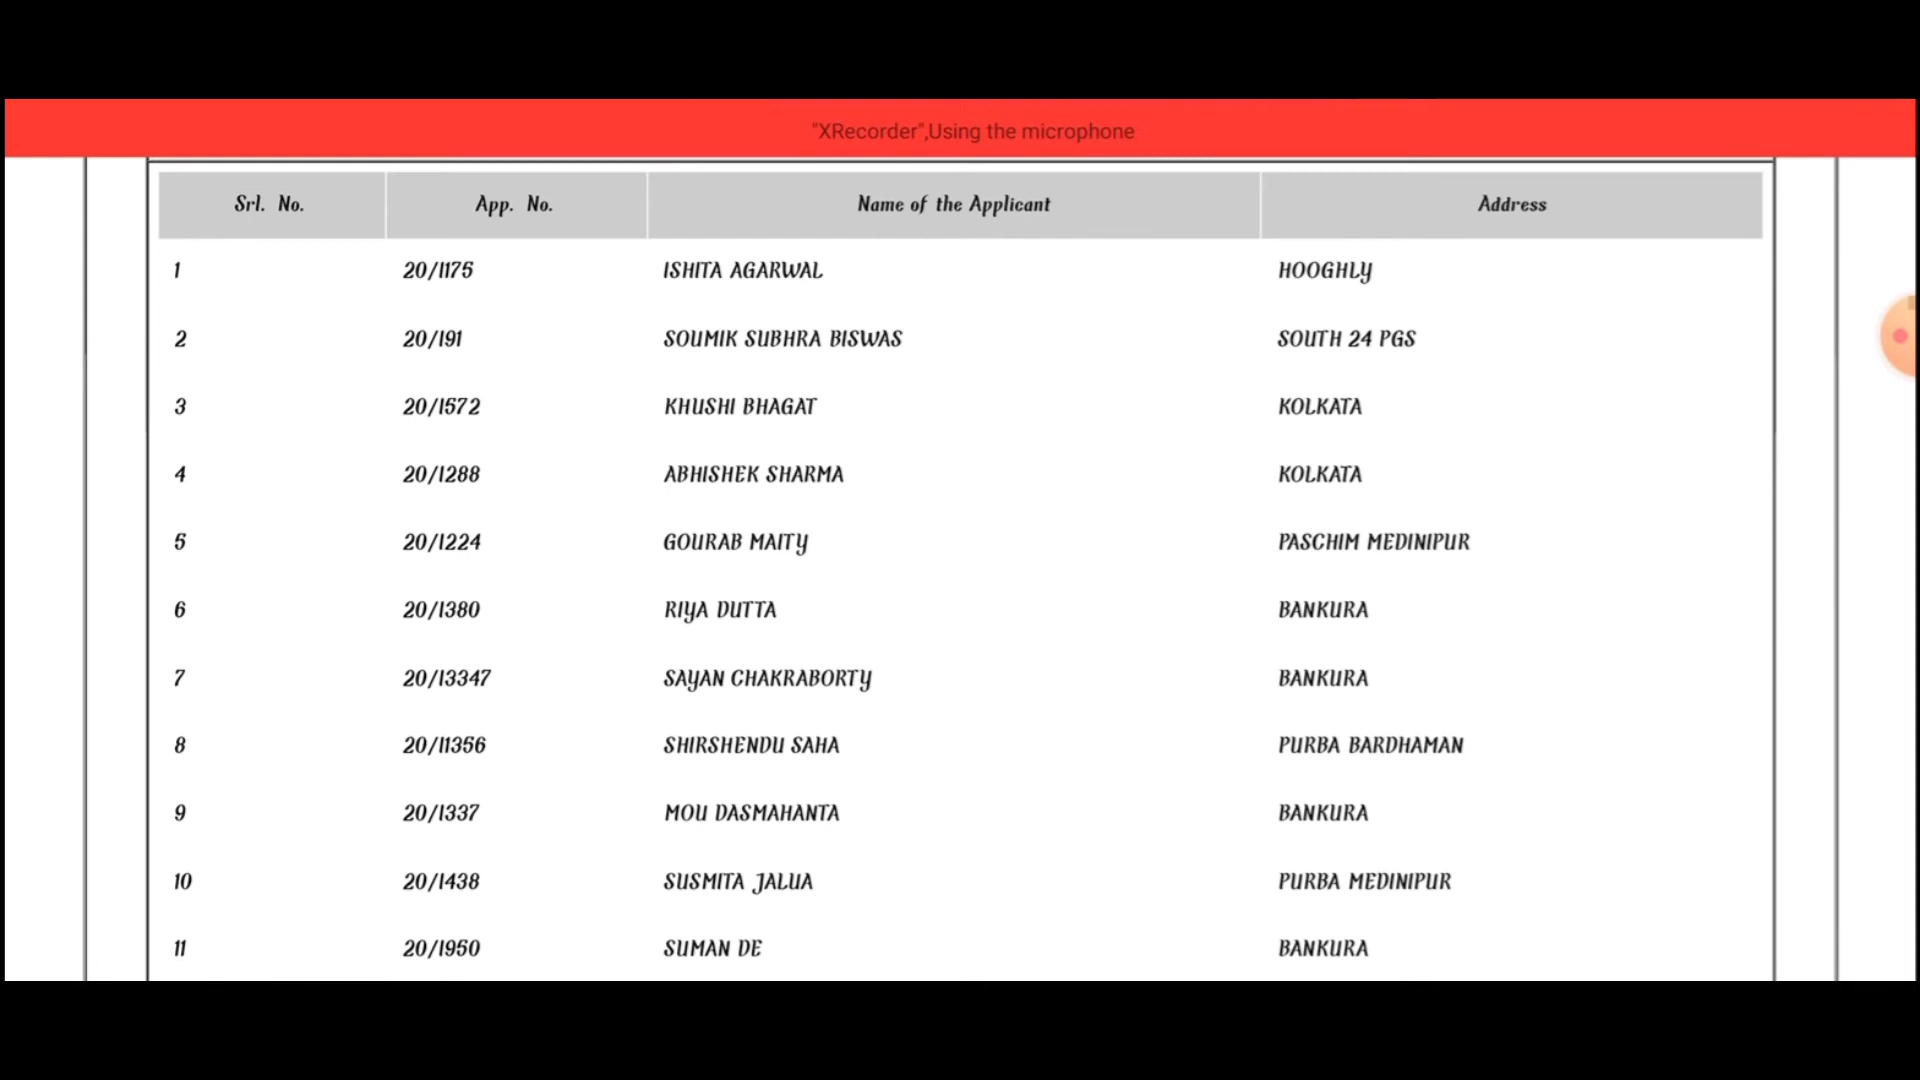 "XRecorder",Using the microphone
Srl. No. App. No. Name of the Applicant Address
1 20/1175 ISHITA AGARWAL HOOGHLY
2 20/191 SOUMIK SUBHRA BISWAS SOUTH 24 PGS
3 20/1572 KHUSHI BHAGAT KOLKATA
4 20/1288 ABHISHEK SHARMA KOLKATA
5 20/1224 GOURAB MAITY PASCHIM MEDINIPUR
6 20/1380 RIYA DUTTA BANKURA
7 20/13347 SAYAN CHAKRABORTY BANKURA
8 20/11356 SHIRSHENDU SAHA PURBA BARDHAMAN
9 20/1337 MOU DASMAHANTA BANKURA
10 20/1438 SUSMITA JALUA PURBA MEDINIPUR
11 20/1950 SUMAN DE BANKURA